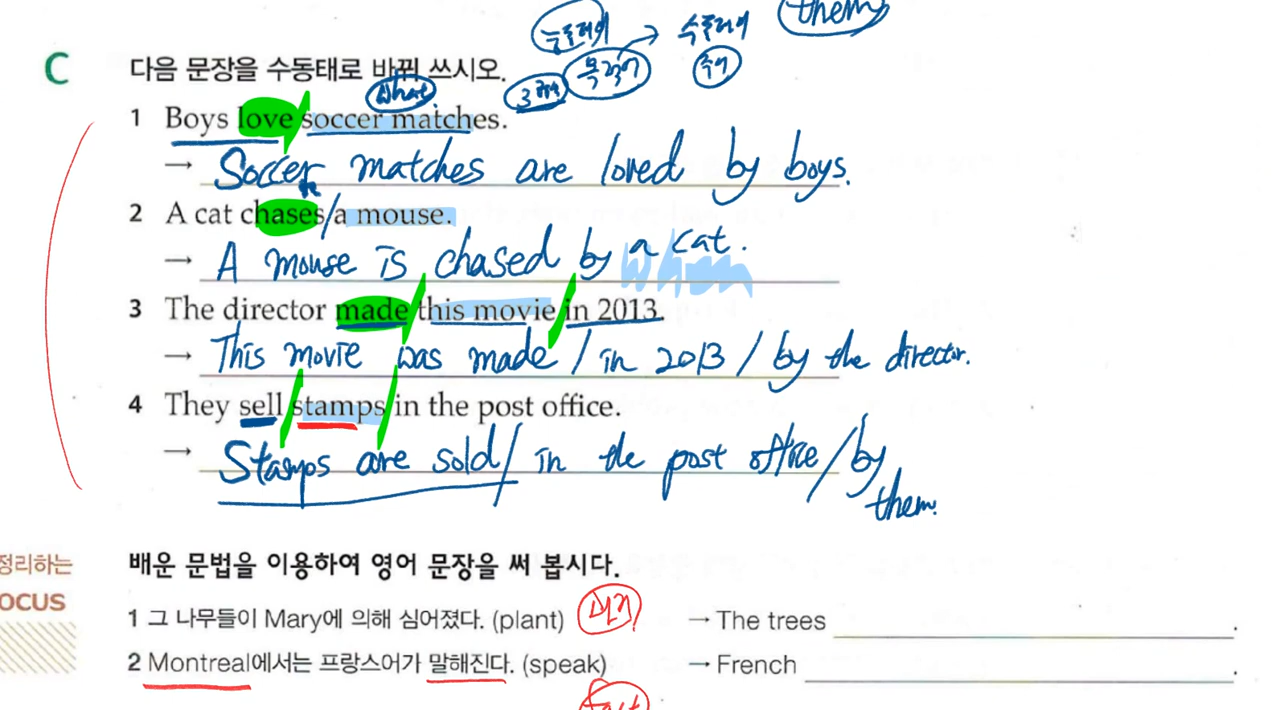 them
능동태의 수동태의
목적어 → 주어
C 다음 문장을 수동태로 바꿔 쓰시오.
what
1 Boys love / soccer matches.
→ Soccer matches are loved by boys.
2 A cat chases / a mouse.
→ A mouse is chased by a cat.
when
3 The director made / this movie / in 2013.
→ This movie was made / in 2013 / by the director.
4 They sell / stamps / in the post office.
→ Stamps are sold / in the post office / by
them.
정리하는
OCUS
배운 문법을 이용하여 영어 문장을 써 봅시다.
1 그 나무들이 Mary에 의해 심어졌다. (plant) 과거 → The trees .
2 Montreal에서는 프랑스어가 말해진다. (speak) → French .
fact